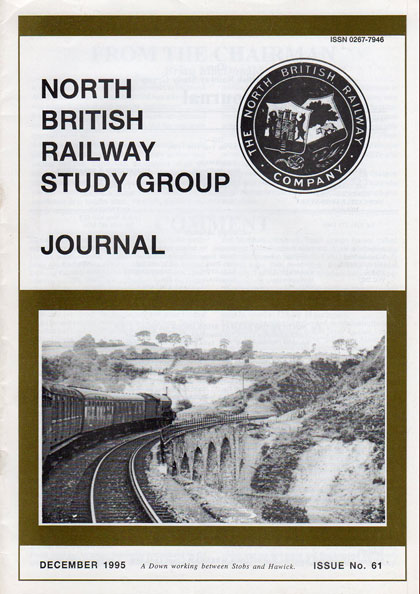 ISSN 0267-7946
NORTH
BRITISH
RAILWAY
STUDY GROUP
JOURNAL
· THE NORTH BRITISH RAILWAY ·
COMPANY
DECEMBER 1995 A Down working between Stobs and Hawick. ISSUE No. 61